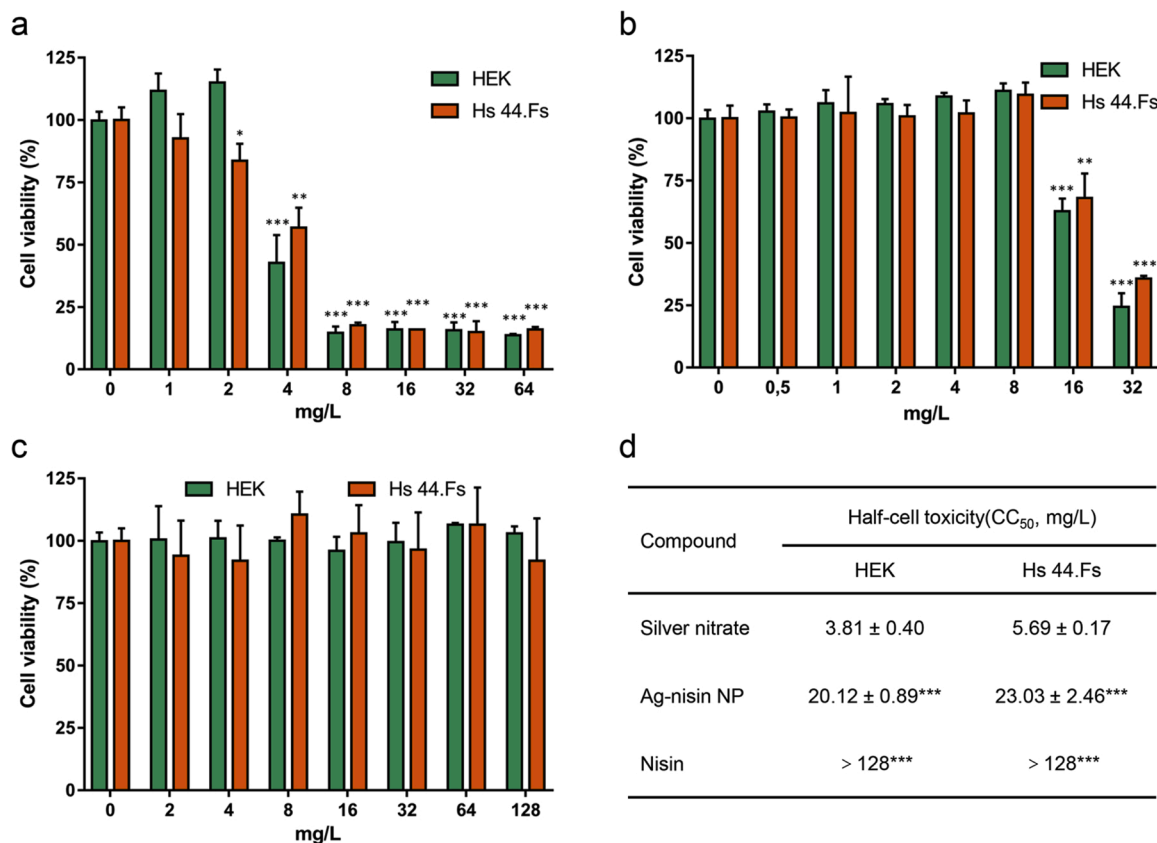 a
125
100
75
50
25
0
Cell viability (%)
HEK
Hs 44.Fs
*
***
**
***
***
***
***
***
***
***
***
0 1 2 4 8 16 32 64
mg/L
b
125
100
75
50
25
0
Cell viability (%)
HEK
Hs 44.Fs
***
**
***
***
0 0,5 1 2 4 8 16 32
mg/L
c
125
100
75
50
25
0
Cell viability (%)
HEK
Hs 44.Fs
0 2 4 8 16 32 64 128
mg/L
d
Compound
Half-cell toxicity(CC50, mg/L)
HEK Hs 44.Fs
Silver nitrate 3.81 ± 0.40 5.69 ± 0.17
Ag-nisin NP 20.12 ± 0.89*** 23.03 ± 2.46***
Nisin > 128*** > 128***